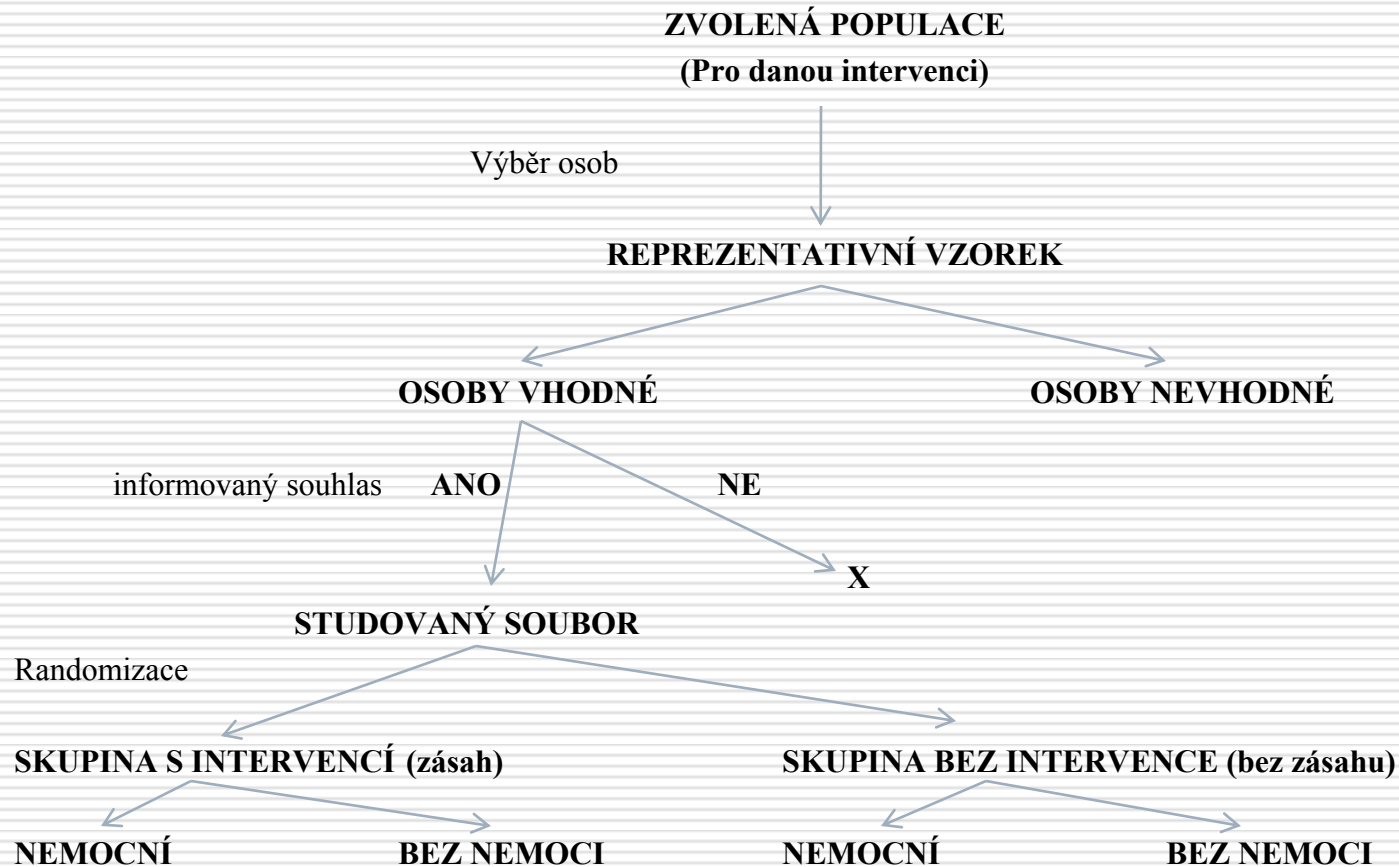 ZVOLENÁ POPULACE
(Pro danou intervenci)
Výběr osob
REPREZENTATIVNÍ VZOREK
OSOBY VHODNÉ
OSOBY NEVHODNÉ
informovaný souhlas
ANO
NE
X
STUDOVANÝ SOUBOR
Randomizace
SKUPINA S INTERVENCÍ (zásah)
SKUPINA BEZ INTERVENCE (bez zásahu)
NEMOCNÍ
BEZ NEMOCI
NEMOCNÍ
BEZ NEMOCI